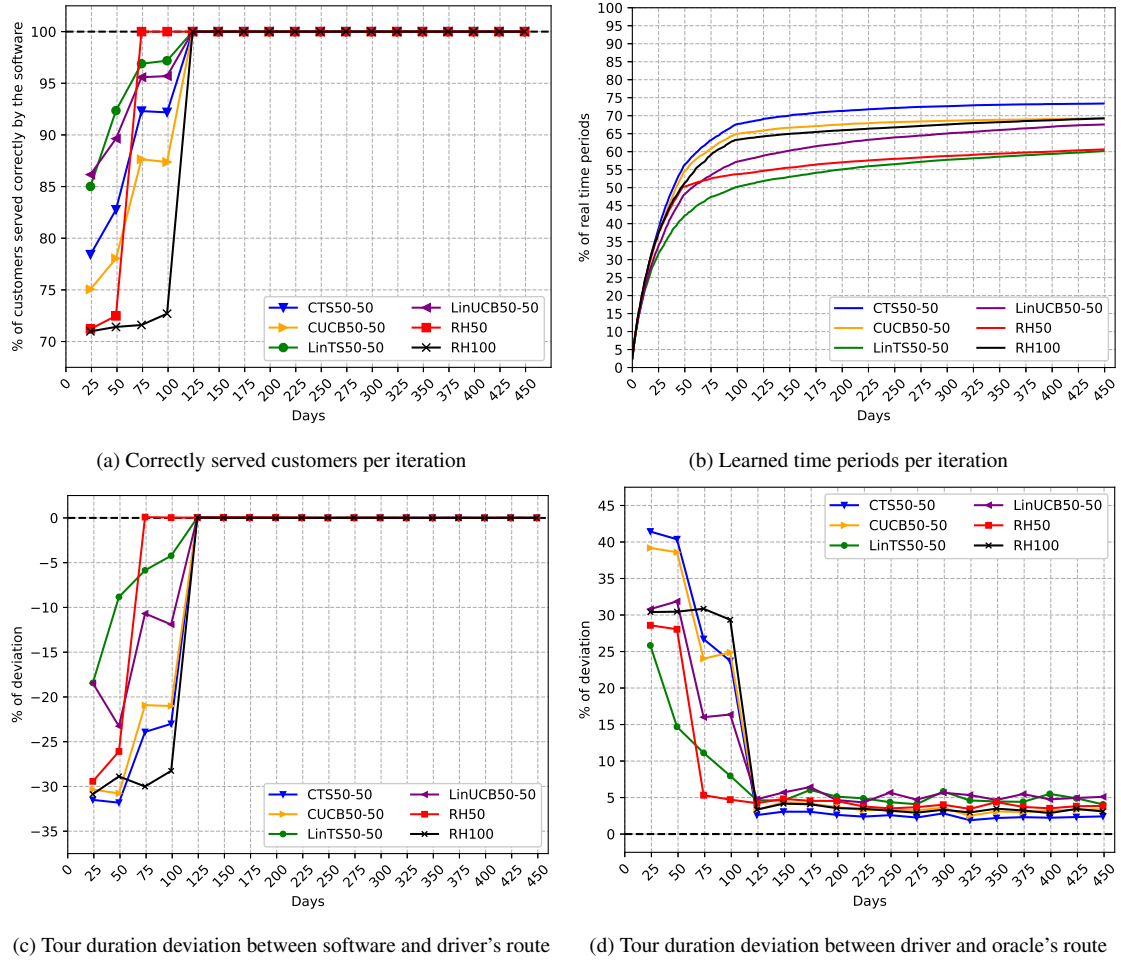 % of customers served correctly by the software
100
95
90
85
80
75
70
0 25 50 75 100 125 150 175 200 225 250 275 300 325 350 375 400 425 450
Days
CTS50-50
CUCB50-50
LinTS50-50
LinUCB50-50
RH50
RH100
(a) Correctly served customers per iteration
% of real time periods
100
95
90
85
80
75
70
65
60
55
50
45
40
35
30
25
20
15
10
5
0
0 25 50 75 100 125 150 175 200 225 250 275 300 325 350 375 400 425 450
Days
CTS50-50
CUCB50-50
LinTS50-50
LinUCB50-50
RH50
RH100
(b) Learned time periods per iteration
% of deviation
0
−5
−10
−15
−20
−25
−30
−35
0 25 50 75 100 125 150 175 200 225 250 275 300 325 350 375 400 425 450
Days
CTS50-50
CUCB50-50
LinTS50-50
LinUCB50-50
RH50
RH100
(c) Tour duration deviation between software and driver's route
% of deviation
45
40
35
30
25
20
15
10
5
0
0 25 50 75 100 125 150 175 200 225 250 275 300 325 350 375 400 425 450
Days
CTS50-50
CUCB50-50
LinTS50-50
LinUCB50-50
RH50
RH100
(d) Tour duration deviation between driver and oracle's route